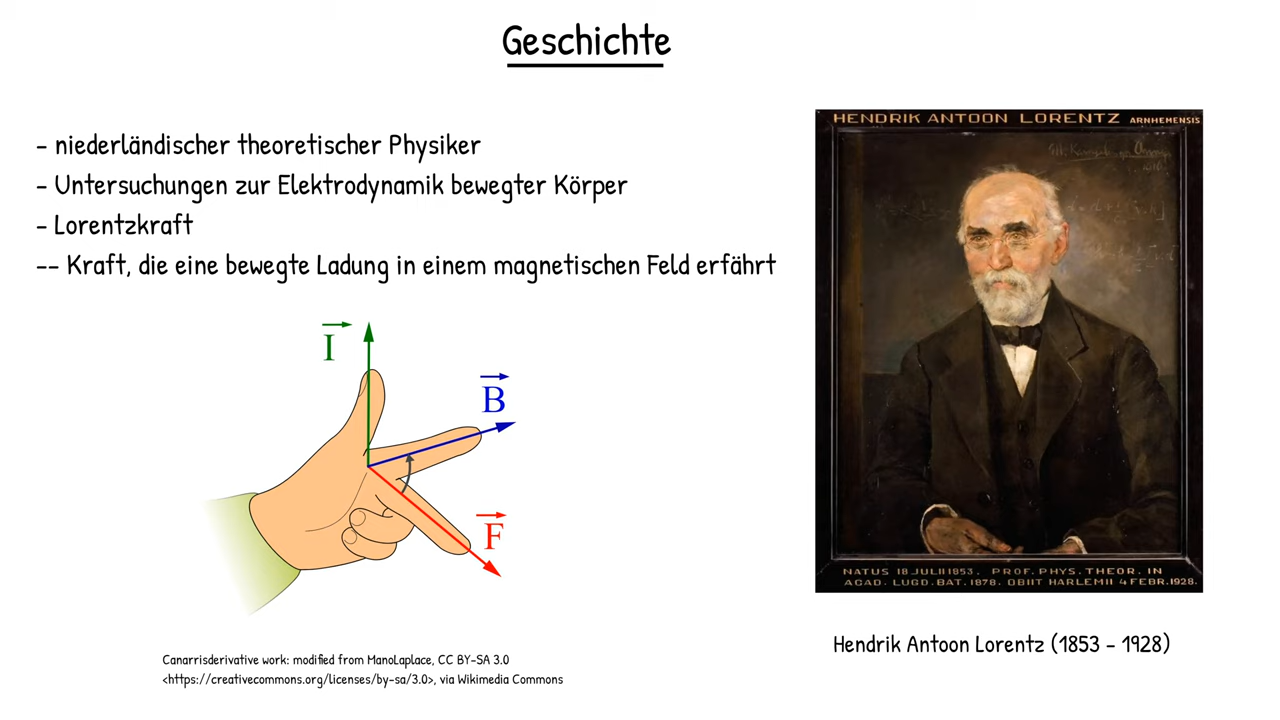 Geschichte
- niederländischer theoretischer Physiker
- Untersuchungen zur Elektrodynamik bewegter Körper
- Lorentzkraft
-- Kraft, die eine bewegte Ladung in einem magnetischen Feld erfährt
I
B
F
Canarrisderivative work: modified from ManoLaplace, CC BY-SA 3.0
<https://creativecommons.org/licenses/by-sa/3.0>, via Wikimedia Commons
HENDRIK ANTOON LORENTZ ARNHEMENSIS
NATUS 18 JULII 1853. PROF. PHYS. THEOR. IN
ACAD. LUGD. BAT. 1878. OBIIT HARLEMII 4 FEBR. 1928.
Hendrik Antoon Lorentz (1853 - 1928)